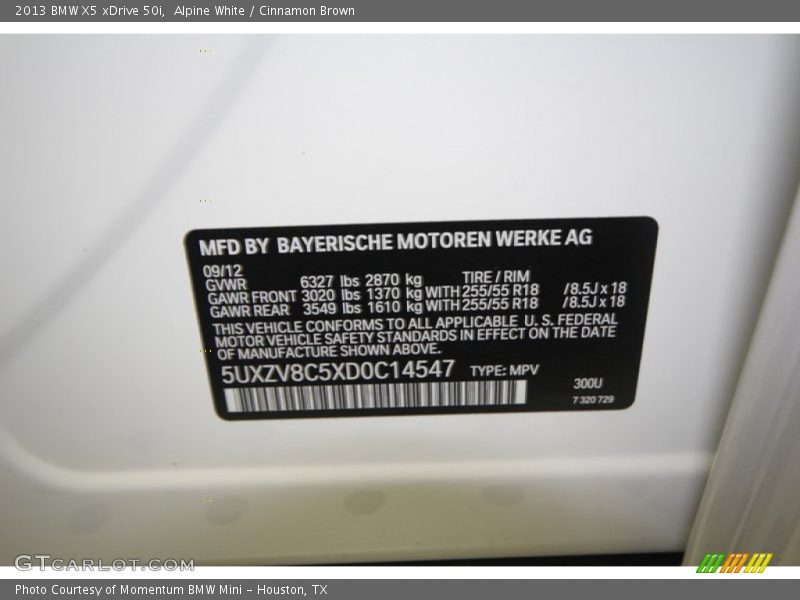 2013 BMW X5 xDrive 50i,  Alpine White / Cinnamon Brown
MFD BY BAYERISCHE MOTOREN WERKE AG
09/12
GVWR 6327 lbs 2870 kg TIRE / RIM
GAWR FRONT 3020 lbs 1370 kg WITH 255/55 R18 /8.5J x 18
GAWR REAR 3549 lbs 1610 kg WITH 255/55 R18 /8.5J x 18
THIS VEHICLE CONFORMS TO ALL APPLICABLE U. S. FEDERAL
MOTOR VEHICLE SAFETY STANDARDS IN EFFECT ON THE DATE
OF MANUFACTURE SHOWN ABOVE.
5UXZV8C5XD0C14547 TYPE: MPV
300U
7 320 729
GTCARLOT.COM
Photo Courtesy of Momentum BMW Mini - Houston, TX